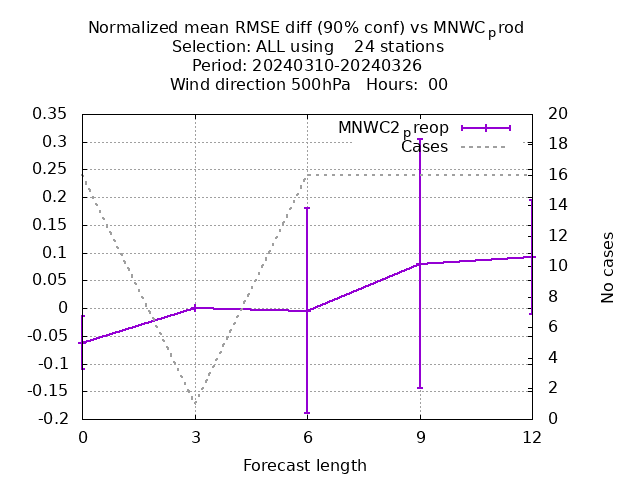 Normalized mean RMSE diff (90% conf) vs MNWCprod
Selection: ALL using    24 stations
Period: 20240310-20240326
Wind direction 500hPa   Hours:  00
MNWC2preop
Cases
0.35
0.3
0.25
0.2
0.15
0.1
0.05
0
-0.05
-0.1
-0.15
-0.2
20
18
16
14
12
10
8
6
4
2
0
No cases
0 3 6 9 12
Forecast length